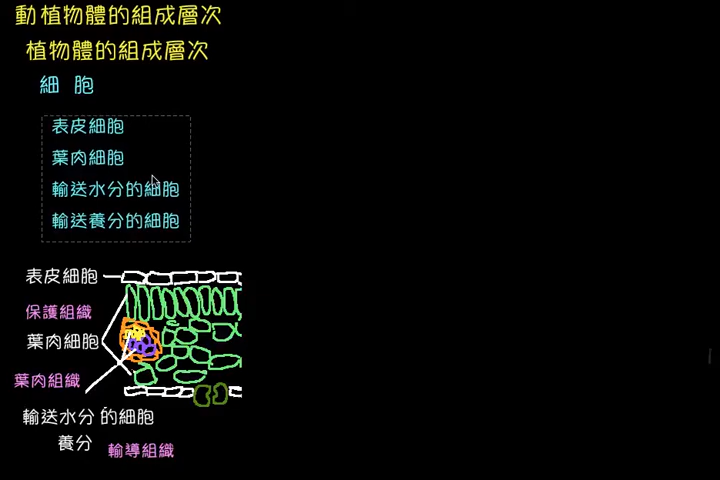 動植物體的組成層次
植物體的組成層次
細 胞
表皮細胞
葉肉細胞
輸送水分的細胞
輸送養分的細胞
表皮細胞
保護組織
葉肉細胞
葉肉組織
輸送水分 的細胞
養分
輸導組織